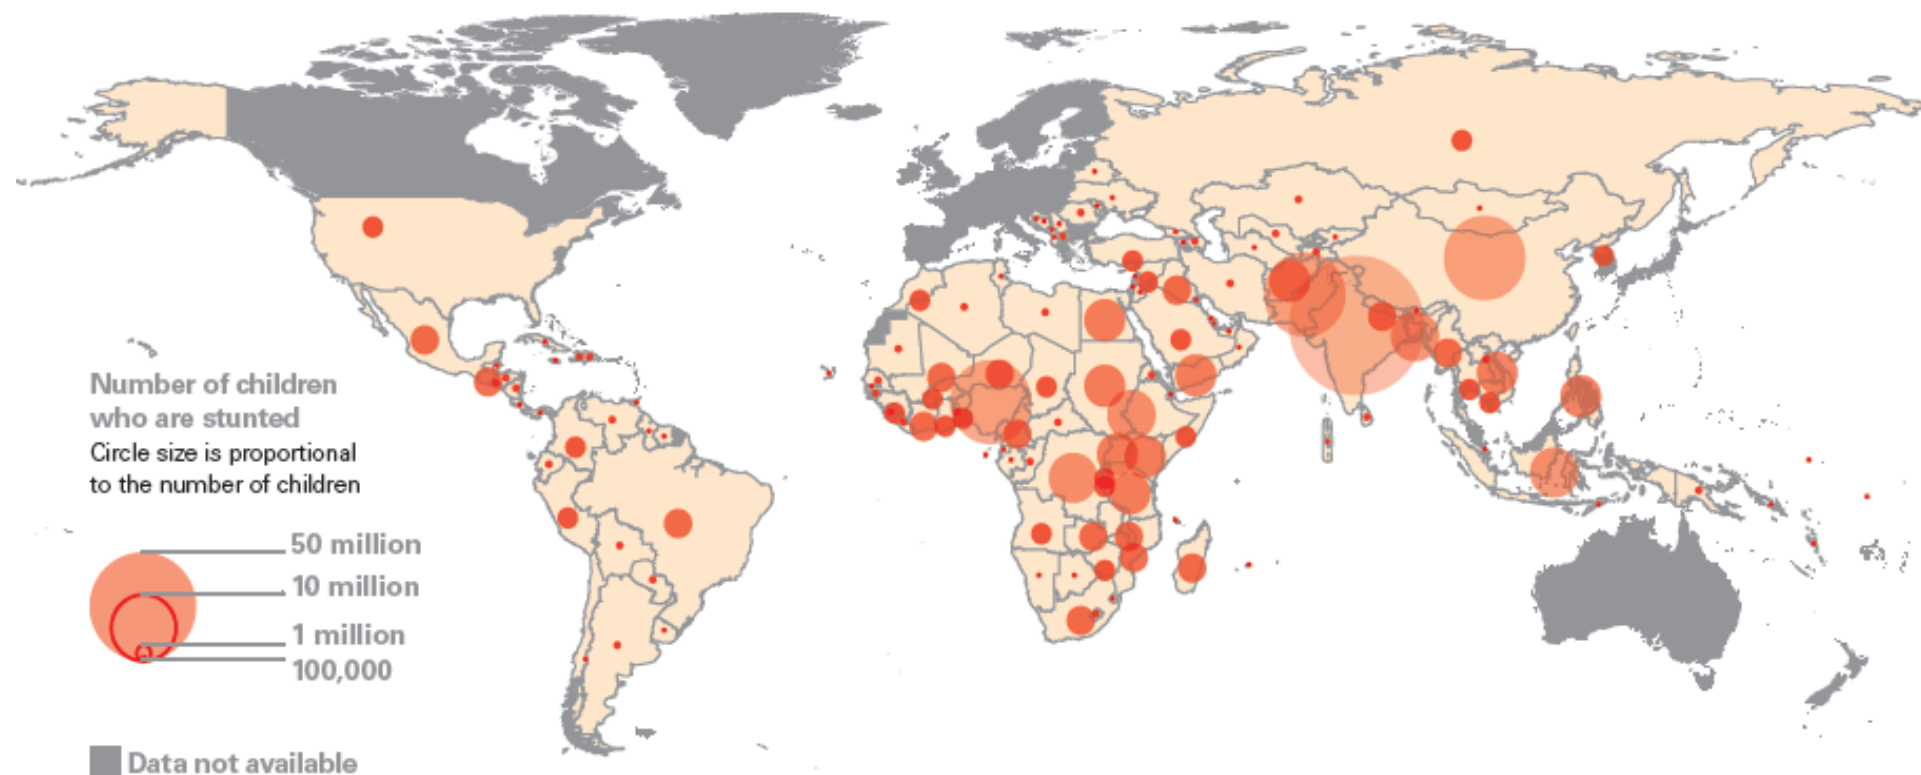 Number of children
who are stunted
Circle size is proportional
to the number of children
50 million
10 million
1 million
100,000
Data not available